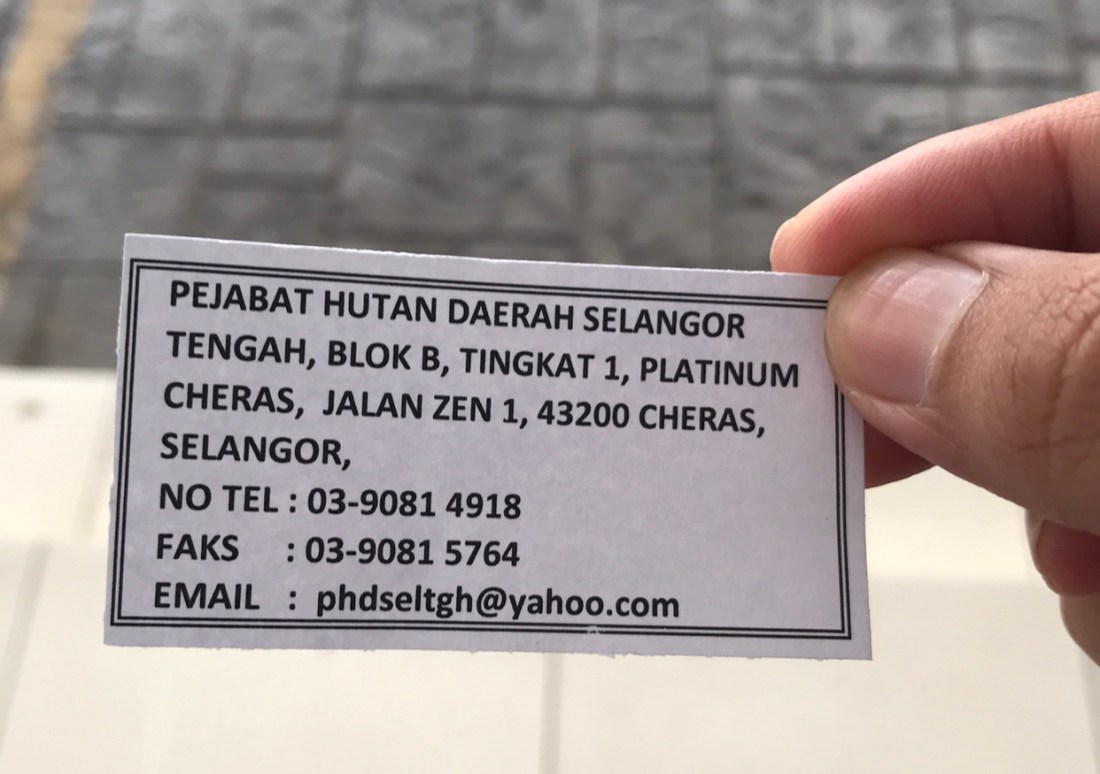 PEJABAT HUTAN DAERAH SELANGOR
TENGAH, BLOK B, TINGKAT 1, PLATINUM
CHERAS, JALAN ZEN 1, 43200 CHERAS,
SELANGOR,
NO TEL : 03-9081 4918
FAKS : 03-9081 5764
EMAIL : phdseltgh@yahoo.com